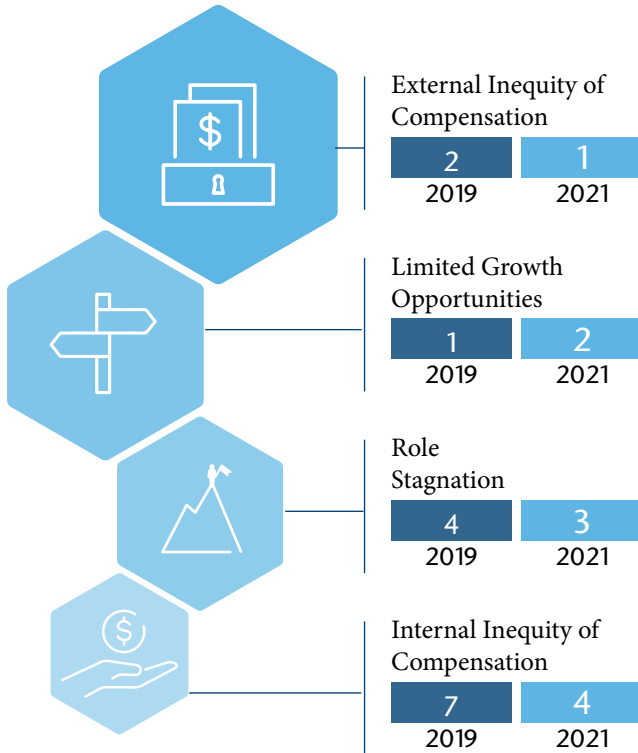 $
External Inequity of
Compensation
2 1
2019 2021
Limited Growth
Opportunities
1 2
2019 2021
Role
Stagnation
4 3
2019 2021
$
Internal Inequity of
Compensation
7 4
2019 2021